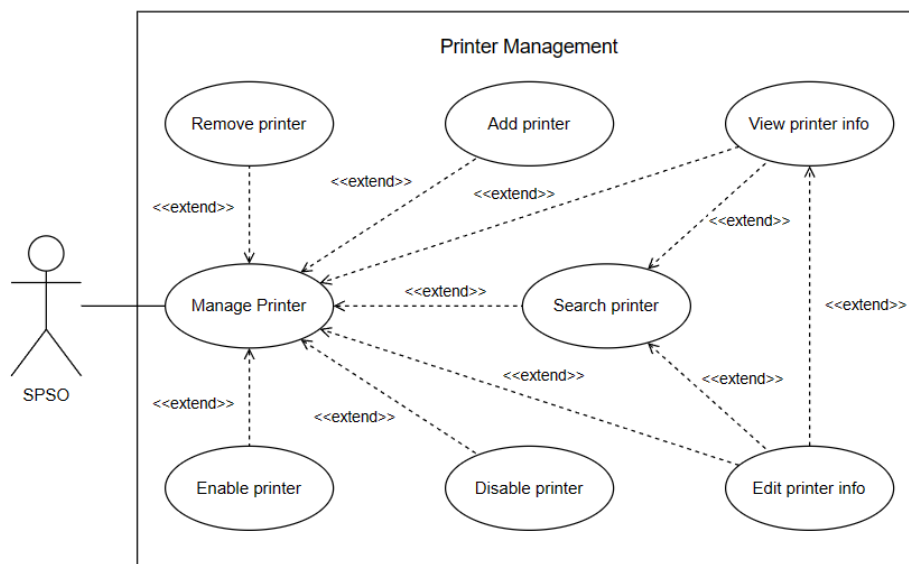 Printer Management
Remove printer
Add printer
View printer info
<<extend>>
<<extend>>
<<extend>>
<<extend>>
<<extend>>
Manage Printer
<<extend>>
Search printer
<<extend>>
SPSO
<<extend>>
<<extend>>
<<extend>>
<<extend>>
Enable printer
Disable printer
Edit printer info